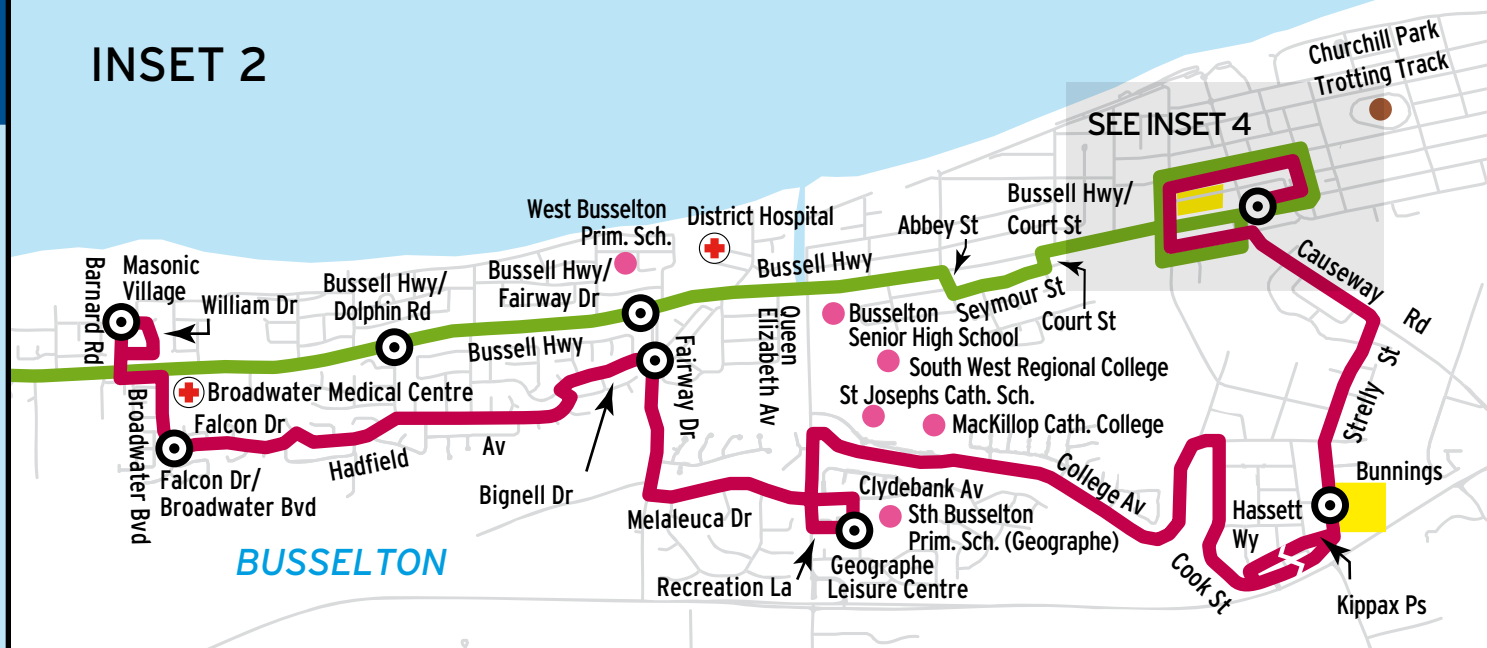 INSET 2
Churchill Park
Trotting Track
SEE INSET 4
West Busselton
Prim. Sch.
District Hospital
Abbey St
Bussell Hwy/
Court St
Barnard Rd
Masonic
Village
William Dr
Bussell Hwy/
Dolphin Rd
Bussell Hwy/
Fairway Dr
Bussell Hwy
Causeway
Rd
Seymour St
Court St
Queen
Elizabeth Av
Busselton
Senior High School
Bussell Hwy
Fairway Dr
South West Regional College
Strelly St
Broadwater Medical Centre
St Josephs Cath. Sch.
MacKillop Cath. College
Broadwater Bvd
Falcon Dr
Hadfield
Av
Falcon Dr/
Broadwater Bvd
Bignell Dr
Melaleuca Dr
College Av
Bunnings
Clydebank Av
Sth Busselton
Prim. Sch. (Geographe)
Hassett
Wy
BUSSELTON
Recreation La
Geographe
Leisure Centre
Cook St
Kippax Ps